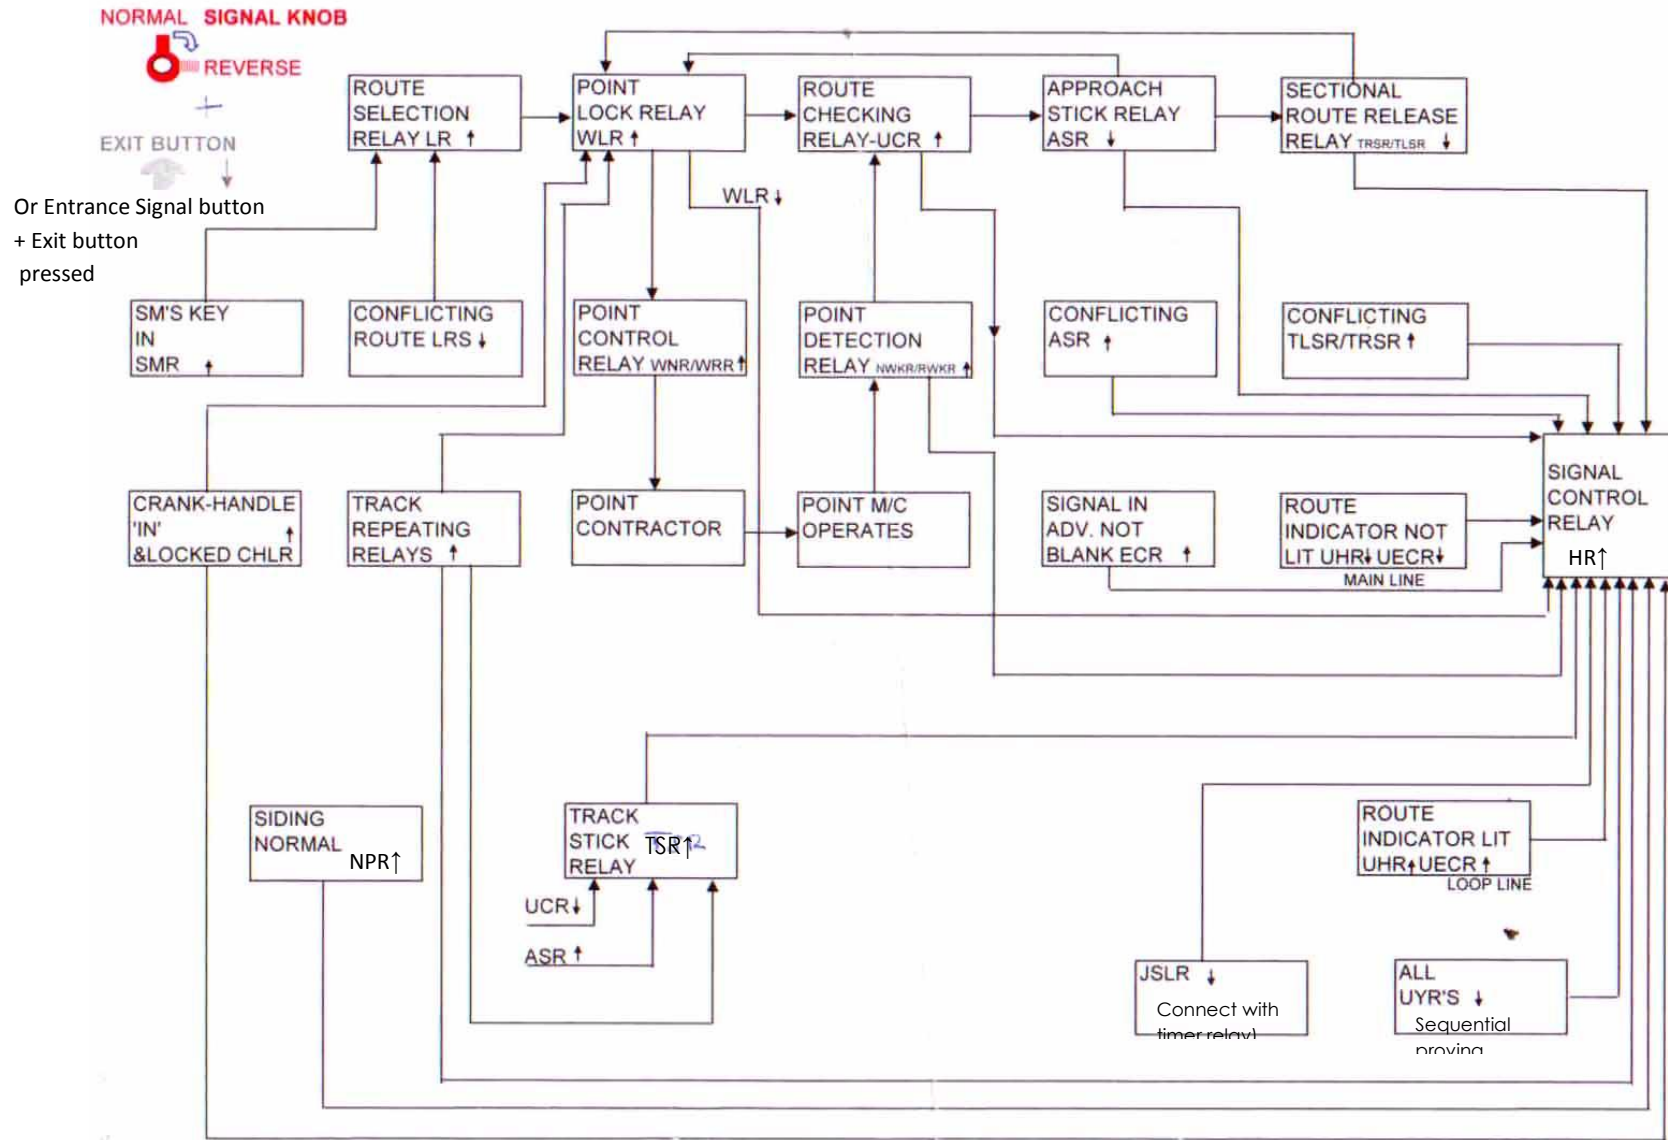 NORMAL SIGNAL KNOB
REVERSE
+
EXIT BUTTON ↓
Or Entrance Signal button
+ Exit button
pressed
ROUTE
SELECTION
RELAY LR ↑
POINT
LOCK RELAY
WLR ↑
ROUTE
CHECKING
RELAY-UCR ↑
APPROACH
STICK RELAY
ASR ↓
SECTIONAL
ROUTE RELEASE
RELAY TRSR/TLSR ↓
WLR ↓
SM'S KEY
IN
SMR ↑
CONFLICTING
ROUTE LRS ↓
POINT
CONTROL
RELAY WNR/WRR ↑
POINT
DETECTION
RELAY NWKR/RWKR ↑
CONFLICTING
ASR ↑
CONFLICTING
TLSR/TRSR ↑
CRANK-HANDLE
'IN' ↑
&LOCKED CHLR
TRACK
REPEATING
RELAYS ↑
POINT
CONTRACTOR
POINT M/C
OPERATES
SIGNAL IN
ADV. NOT
BLANK ECR ↑
ROUTE
INDICATOR NOT
LIT UHR↓ UECR↓
MAIN LINE
SIGNAL
CONTROL
RELAY
HR↑
SIDING
NORMAL
NPR↑
TRACK
STICK TSR↑
RELAY
UCR↓
ASR ↑
ROUTE
INDICATOR LIT
UHR↑UECR ↑
LOOP LINE
JSLR ↓
Connect with
timer relay)
ALL
UYR'S ↓
Sequential
proving